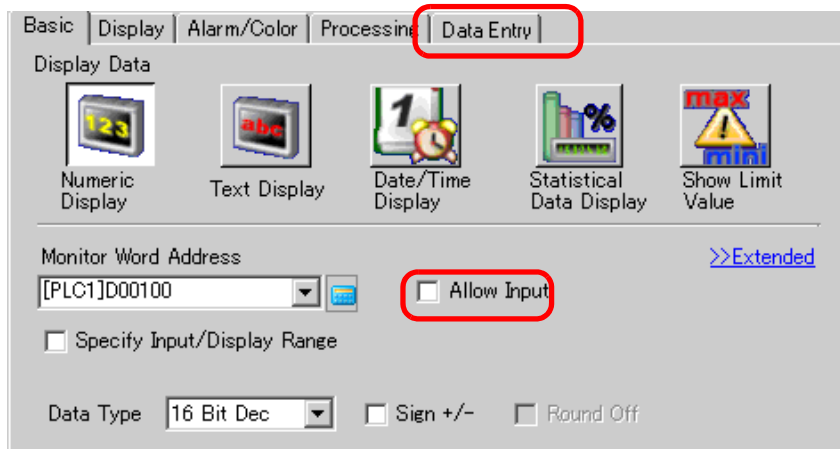 Basic Display Alarm/Color Processing Data Entry
Display Data
123 abc 1 % max mini
Numeric Display Text Display Date/Time Display Statistical Data Display Show Limit Value
Monitor Word Address >>Extended
[PLC1]D00100 Allow Input
Specify Input/Display Range
Data Type 16 Bit Dec Sign +/- Round Off